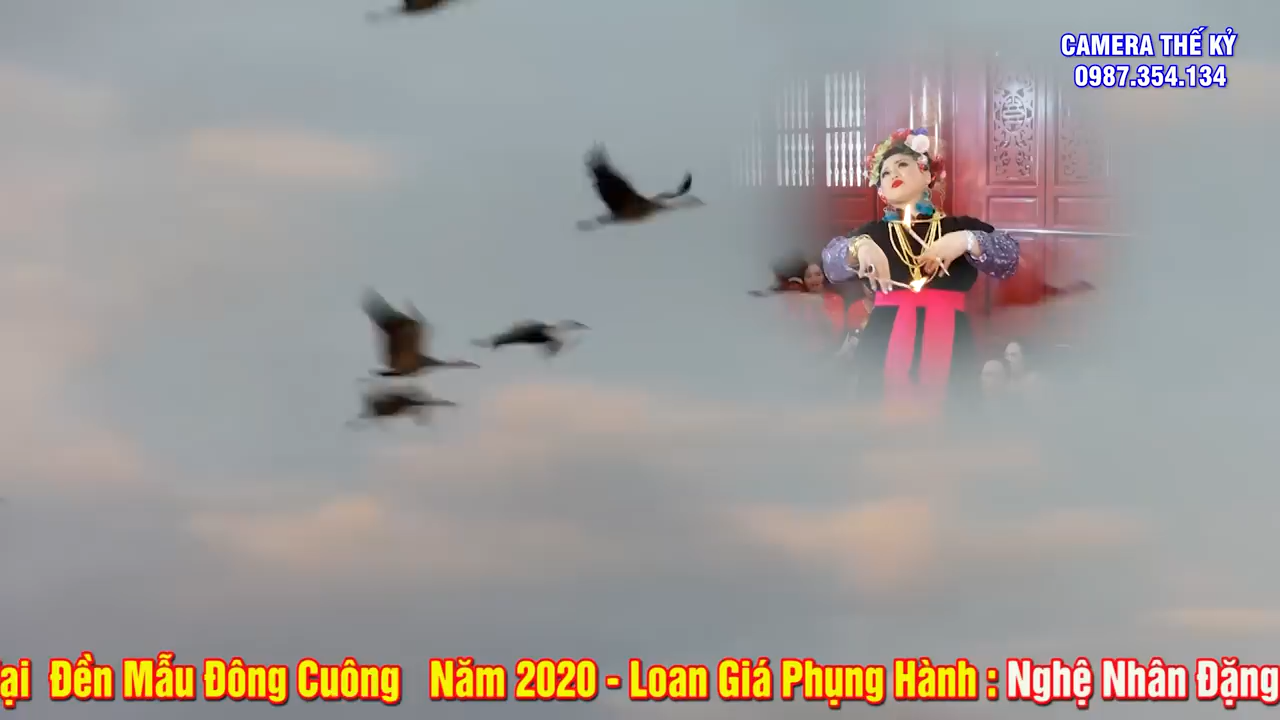 CAMERA THẾ KỶ
0987.354.134
Đền Mẫu Đông Cuông Năm 2020 - Loan Giá Phụng Hành : Nghệ Nhân Đặng